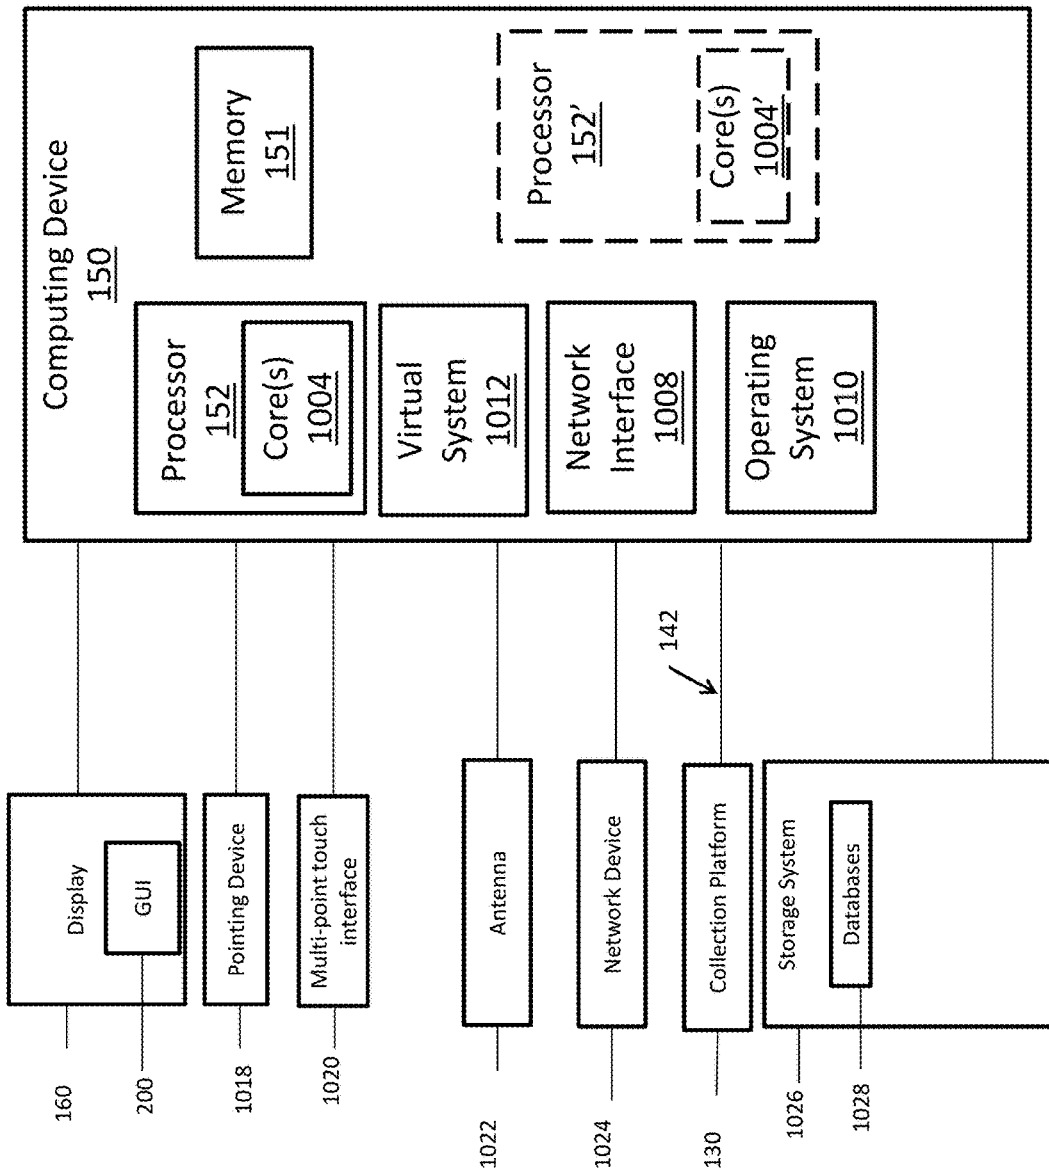 Computing Device
150
Processor
152
Core(s)
1004
Memory
151
Virtual
System
1012
Network
Interface
1008
Operating
System
1010
Processor
152'
Core(s)
1004'
142
Display
GUI
Pointing Device
Multi-point touch
interface
Antenna
Network Device
Collection Platform
Storage System
Databases
160
200
1018
1020
1022
1024
130
1026
1028